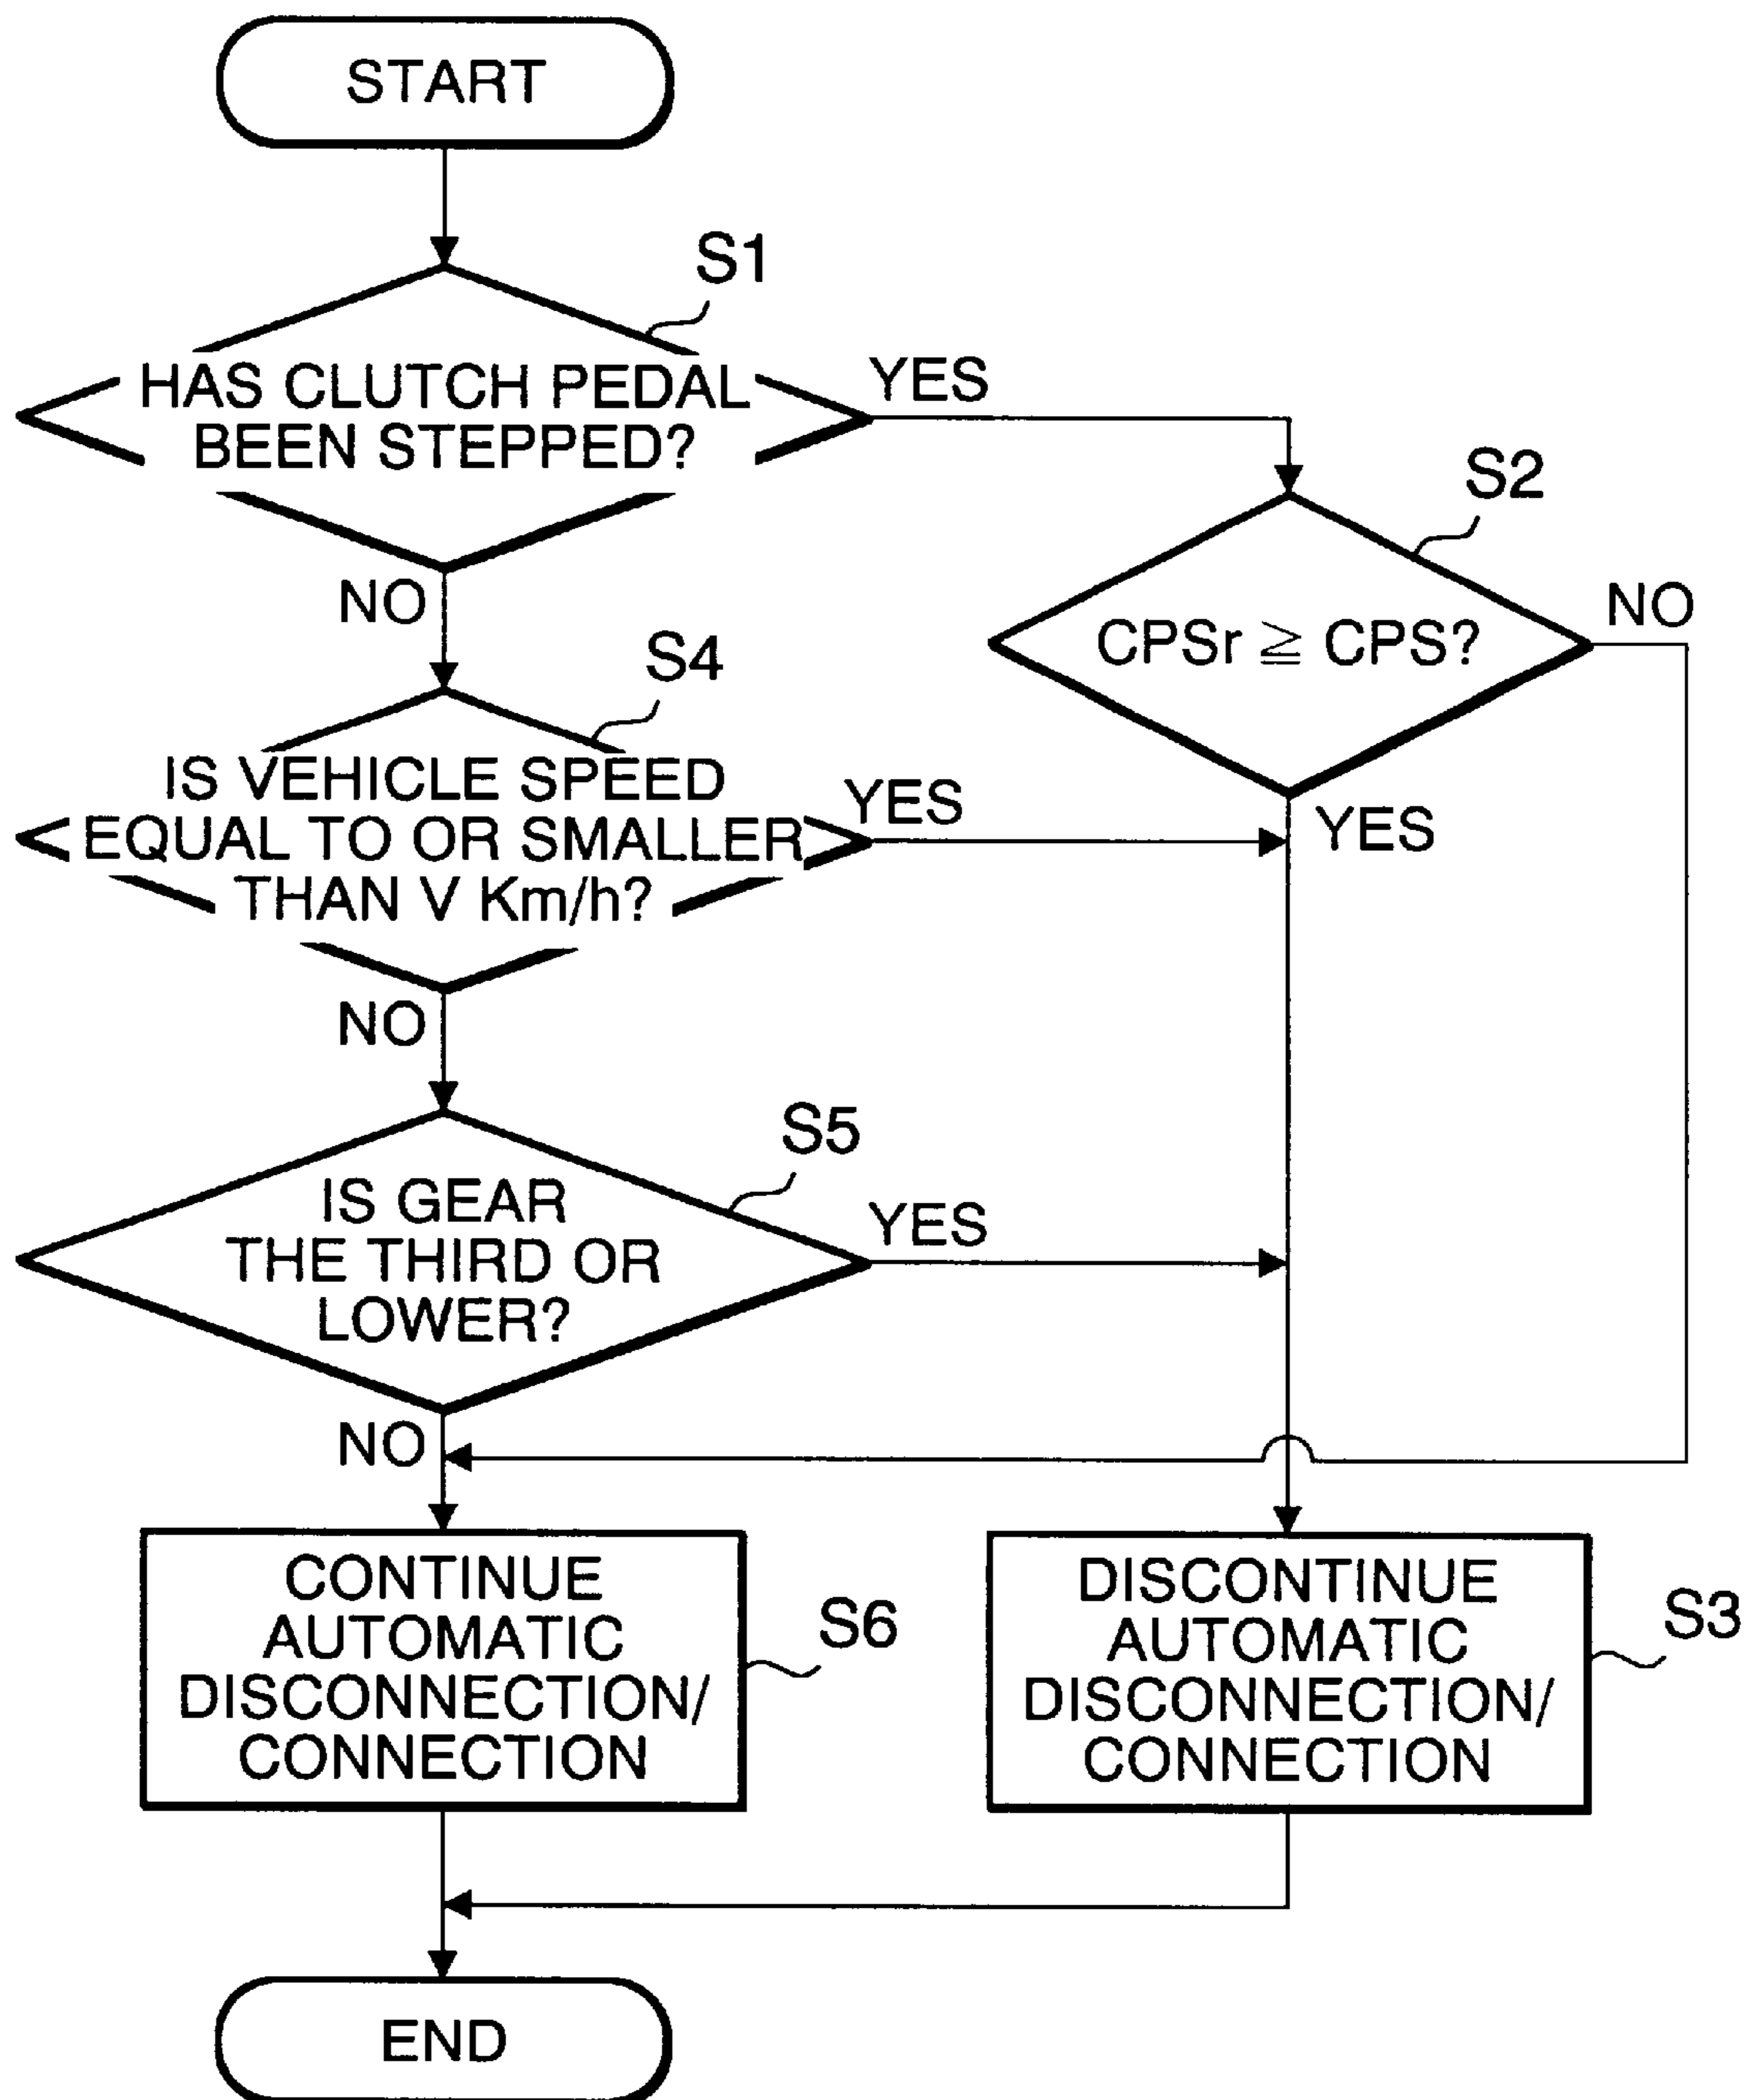 START
S1
HAS CLUTCH PEDAL
BEEN STEPPED?
YES
NO
S2
CPSr ≧ CPS?
NO
YES
S4
IS VEHICLE SPEED
EQUAL TO OR SMALLER
THAN V Km/h?
YES
NO
S5
IS GEAR
THE THIRD OR
LOWER?
YES
NO
CONTINUE
AUTOMATIC
DISCONNECTION/
CONNECTION
S6
DISCONTINUE
AUTOMATIC
DISCONNECTION/
CONNECTION
S3
END